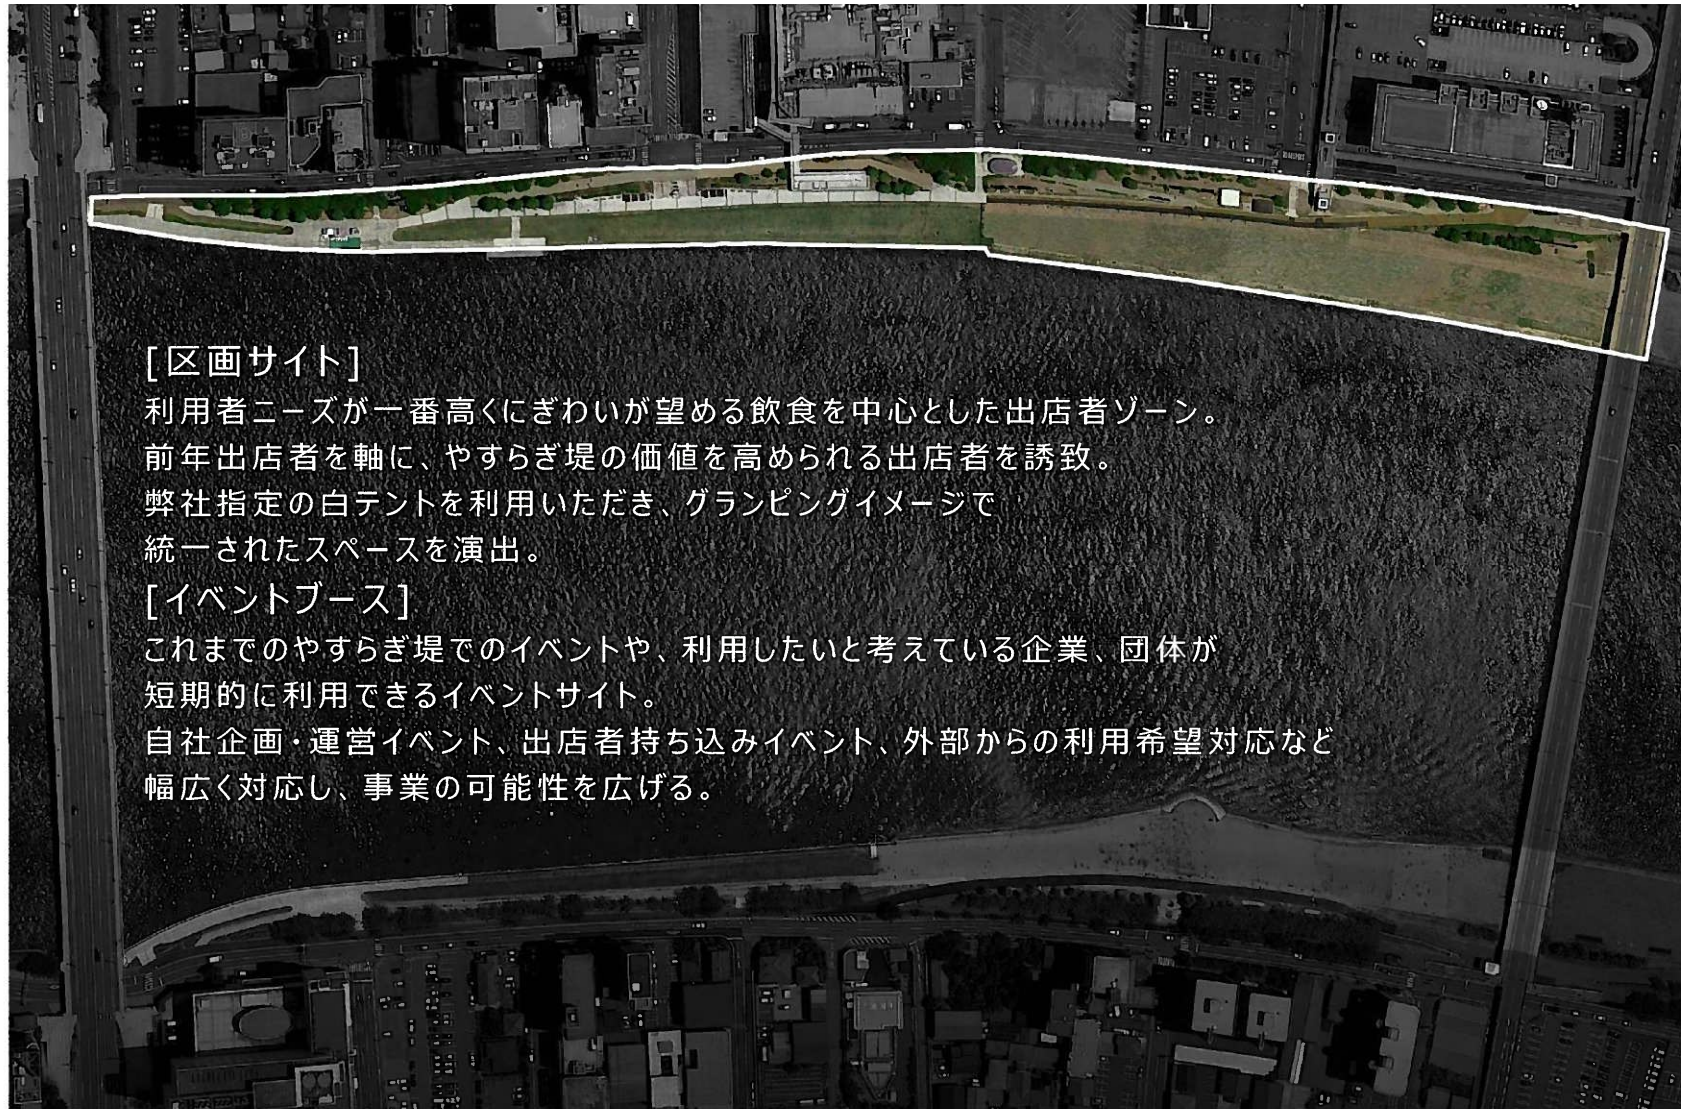 [区画サイト]
利用者ニーズが一番高くにぎわいが望める飲食を中心とした出店者ゾーン。
前年出店者を軸に、やすらぎ堤の価値を高められる出店者を誘致。
弊社指定の白テントを利用いただき、グランピングイメージで
統一されたスペースを演出。
[イベントブース]
これまでのやすらぎ堤でのイベントや、利用したいと考えている企業、団体が
短期的に利用できるイベントサイト。
自社企画・運営イベント、出店者持ち込みイベント、外部からの利用希望対応など
幅広く対応し、事業の可能性を広げる。